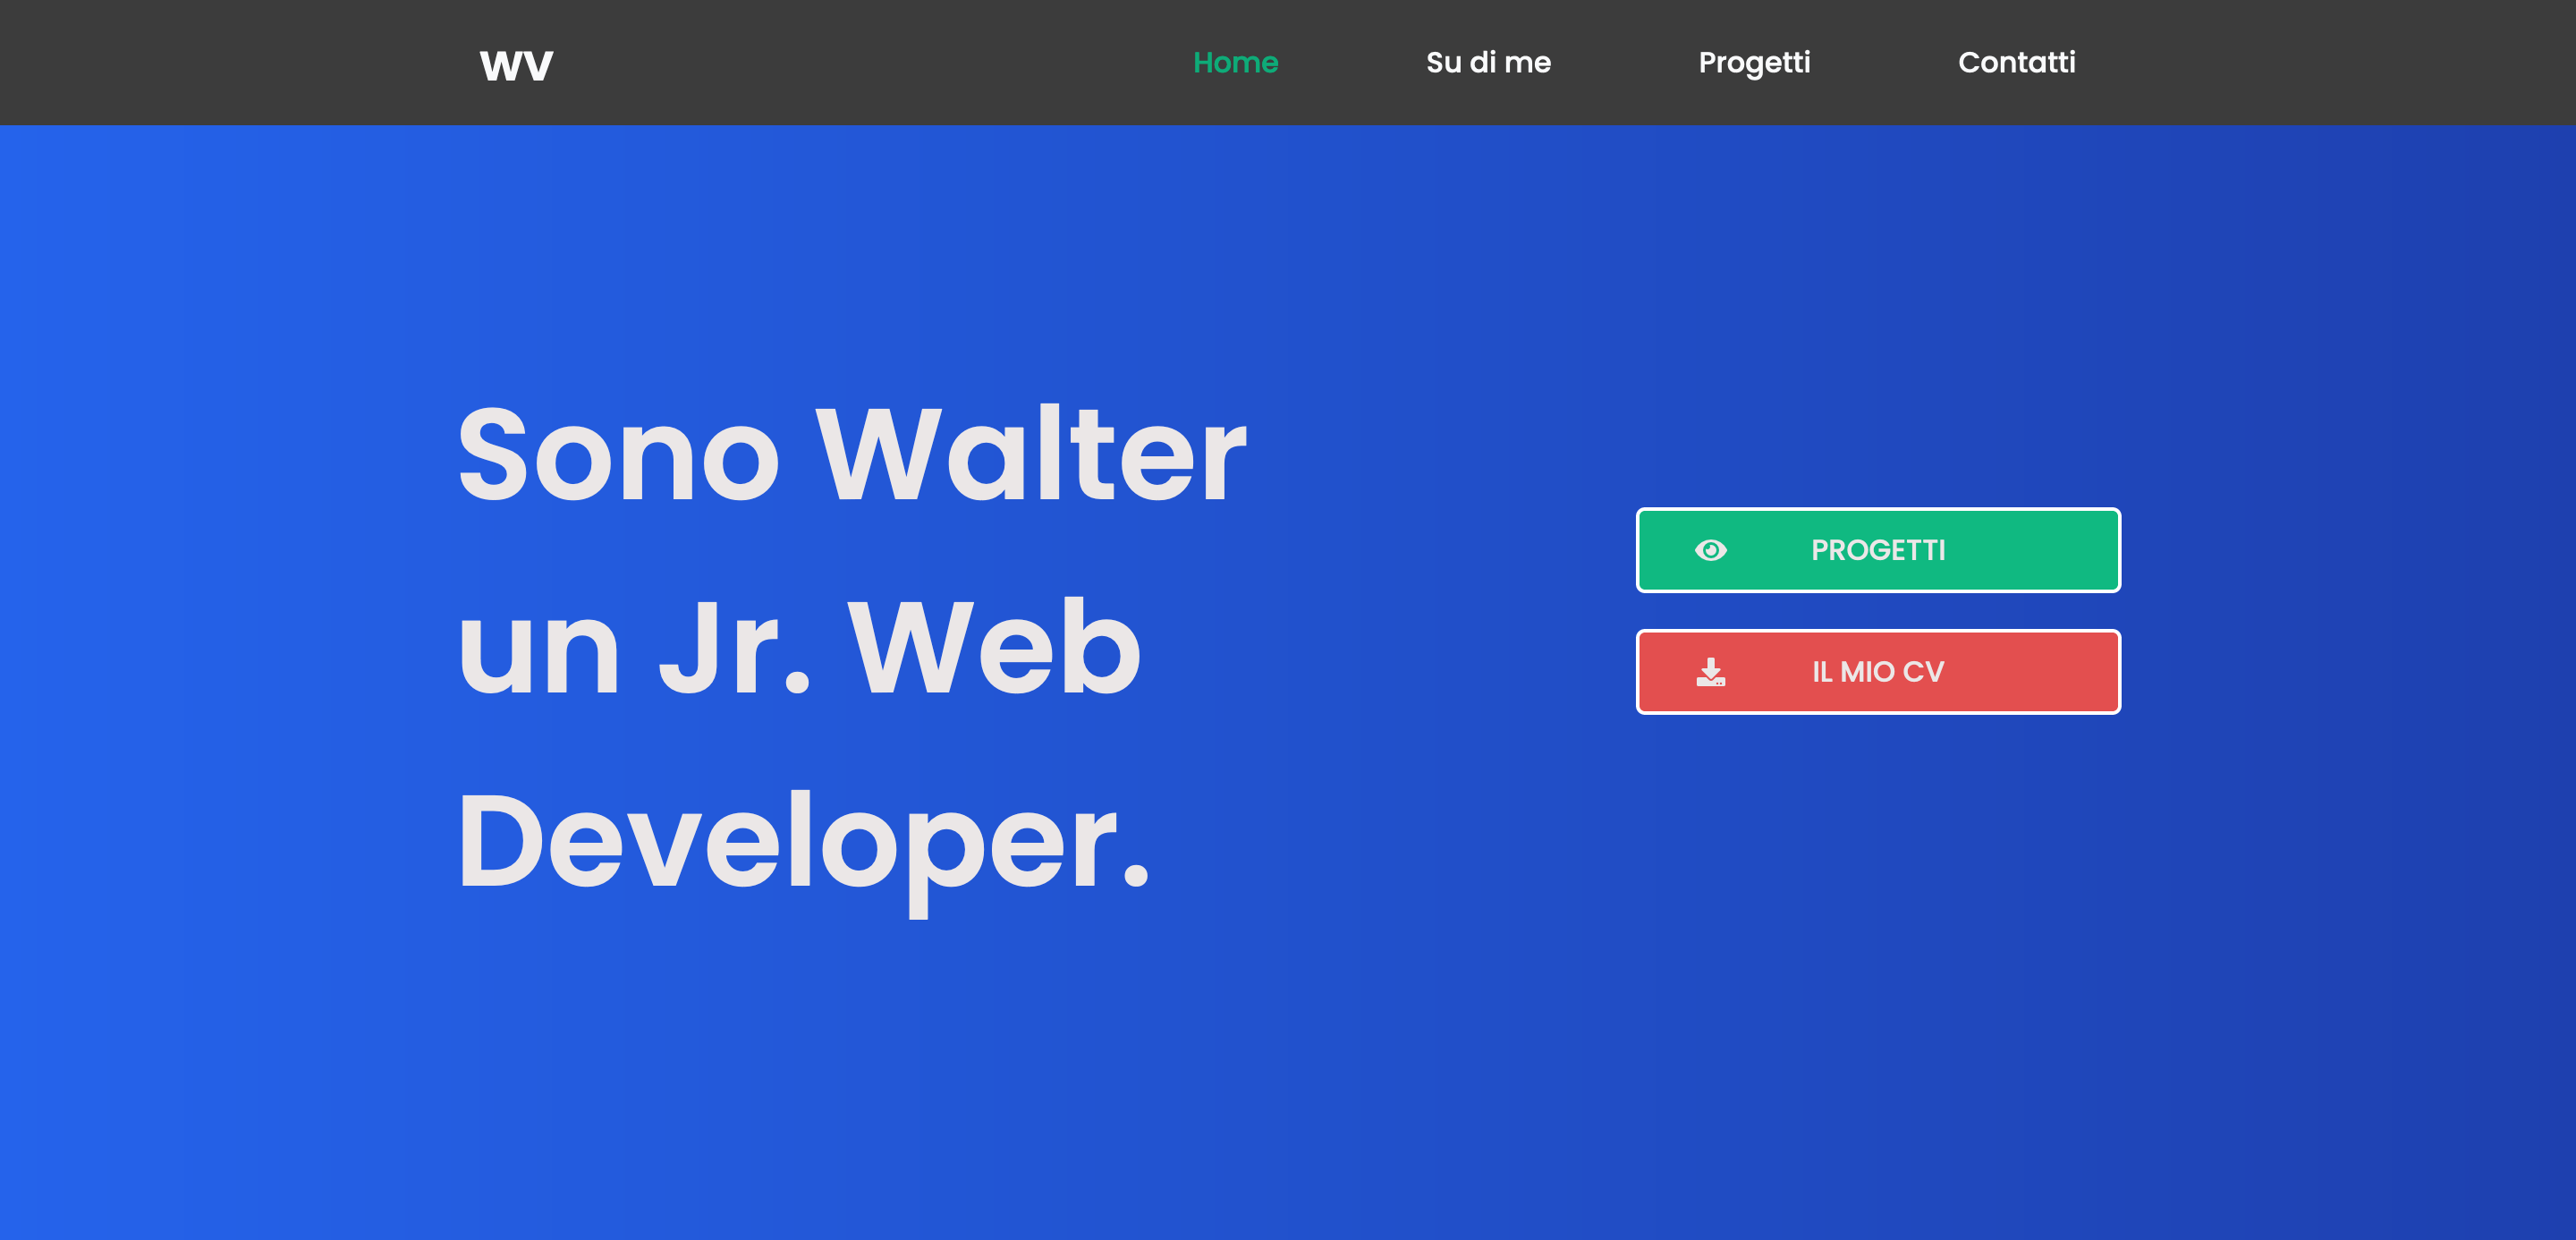 wv
Home
Su di me
Progetti
Contatti
Sono Walter
un Jr. Web
Developer.
PROGETTI
IL MIO CV